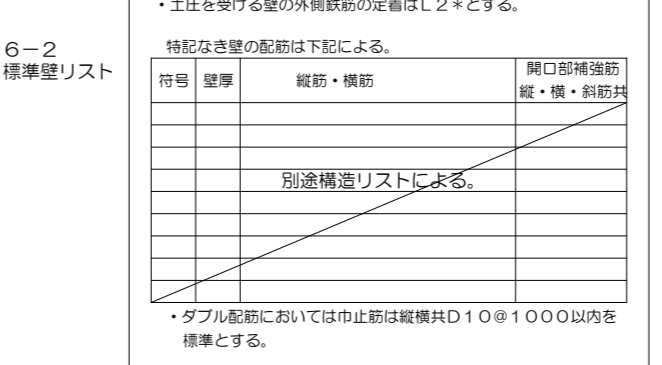 ・土圧を受ける壁の外側鉄筋の定着はL２＊とする。
６－２
標準壁リスト
特記なき壁の配筋は下記による。
符号 壁厚 縦筋・横筋 開口部補強筋
縦・横・斜筋共
別途構造リストによる。
・ダブル配筋においては巾止筋は縦横共Ｄ１０＠１０００以内を
標準とする。